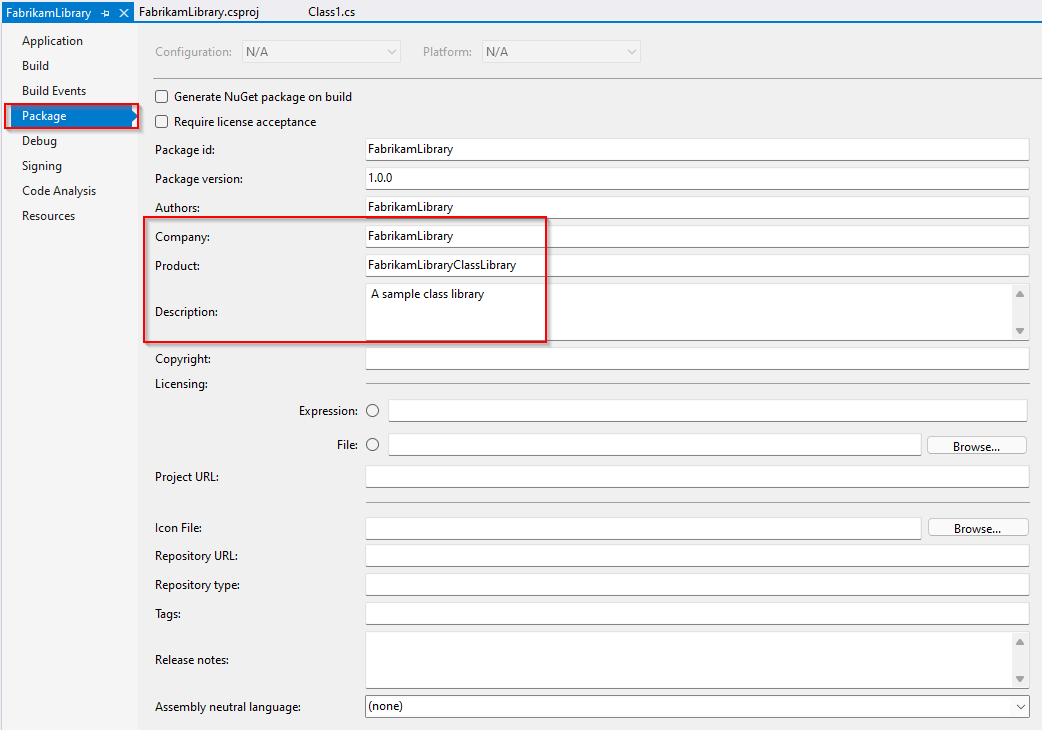 FabrikamLibrary FabrikamLibrary.csproj Class1.cs
Application
Build
Build Events
Package
Debug
Signing
Code Analysis
Resources
Configuration: N/A Platform: N/A
Generate NuGet package on build
Require license acceptance
Package id: FabrikamLibrary
Package version: 1.0.0
Authors: FabrikamLibrary
Company: FabrikamLibrary
Product: FabrikamLibraryClassLibrary
Description: A sample class library
Copyright:
Licensing:
Expression:
File: Browse...
Project URL:
Icon File: Browse...
Repository URL:
Repository type:
Tags:
Release notes:
Assembly neutral language: (none)